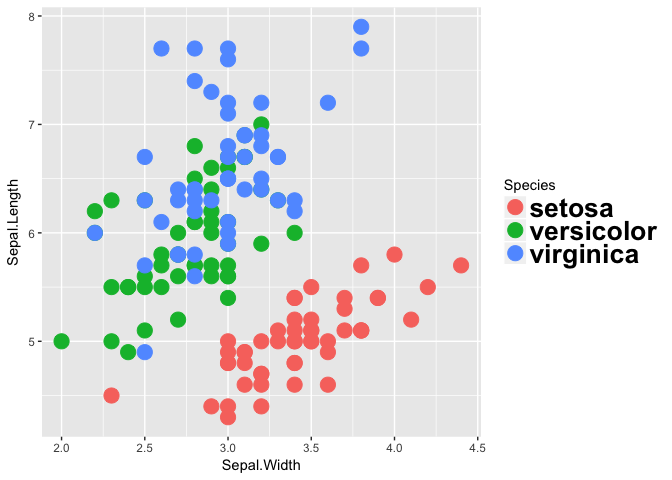 8
7
6
5
Sepal.Length
2.0 2.5 3.0 3.5 4.0 4.5
Sepal.Width
Species
setosa
versicolor
virginica